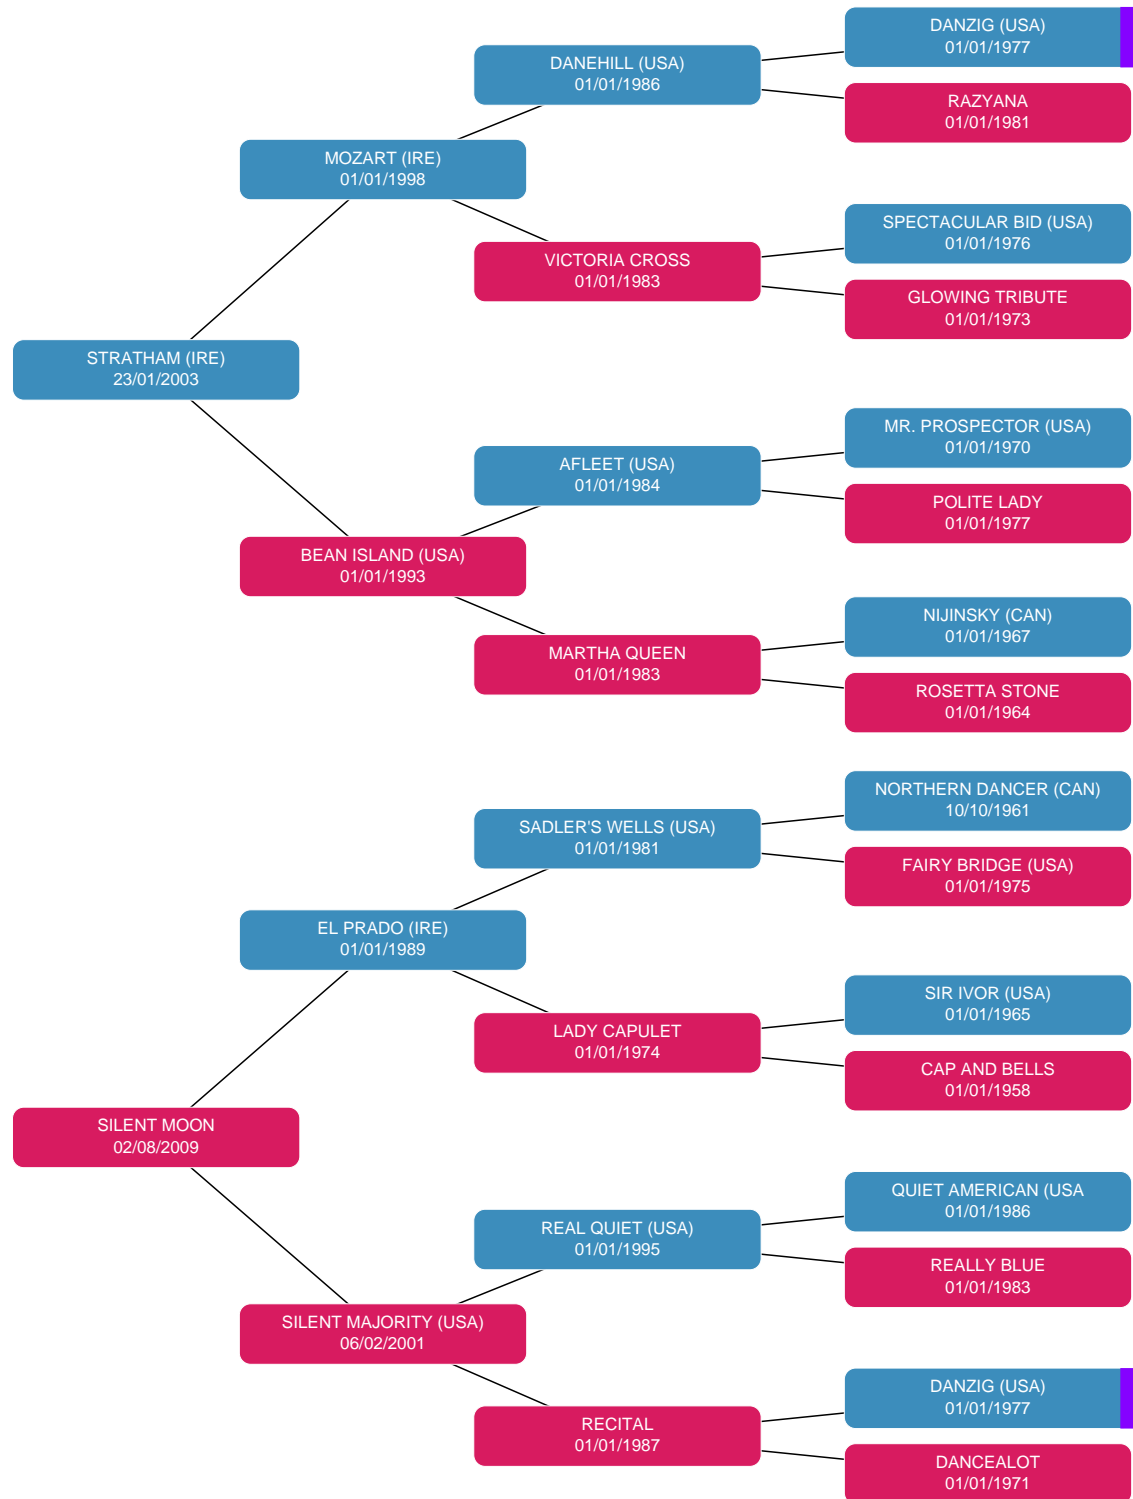 DANZIG (USA)
01/01/1977
DANEHILL (USA)
01/01/1986
RAZYANA
01/01/1981
MOZART (IRE)
01/01/1998
SPECTACULAR BID (USA)
01/01/1976
VICTORIA CROSS
01/01/1983
GLOWING TRIBUTE
01/01/1973
STRATHAM (IRE)
23/01/2003
MR. PROSPECTOR (USA)
01/01/1970
AFLEET (USA)
01/01/1984
POLITE LADY
01/01/1977
BEAN ISLAND (USA)
01/01/1993
NIJINSKY (CAN)
01/01/1967
MARTHA QUEEN
01/01/1983
ROSETTA STONE
01/01/1964
NORTHERN DANCER (CAN)
10/10/1961
SADLER'S WELLS (USA)
01/01/1981
FAIRY BRIDGE (USA)
01/01/1975
EL PRADO (IRE)
01/01/1989
SIR IVOR (USA)
01/01/1965
LADY CAPULET
01/01/1974
CAP AND BELLS
01/01/1958
SILENT MOON
02/08/2009
QUIET AMERICAN (USA
01/01/1986
REAL QUIET (USA)
01/01/1995
REALLY BLUE
01/01/1983
SILENT MAJORITY (USA)
06/02/2001
DANZIG (USA)
01/01/1977
RECITAL
01/01/1987
DANCEALOT
01/01/1971